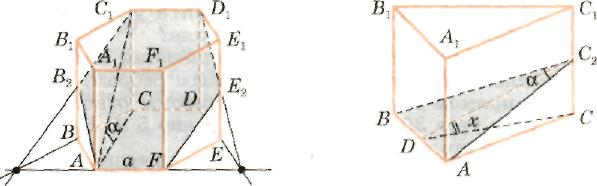 C₁ D₁
B₁ A₁ F₁ E₁
B₂ E₂
C D
α
B E
A a F
B₁ C₁
A₁
C₂
α
B D x C
A